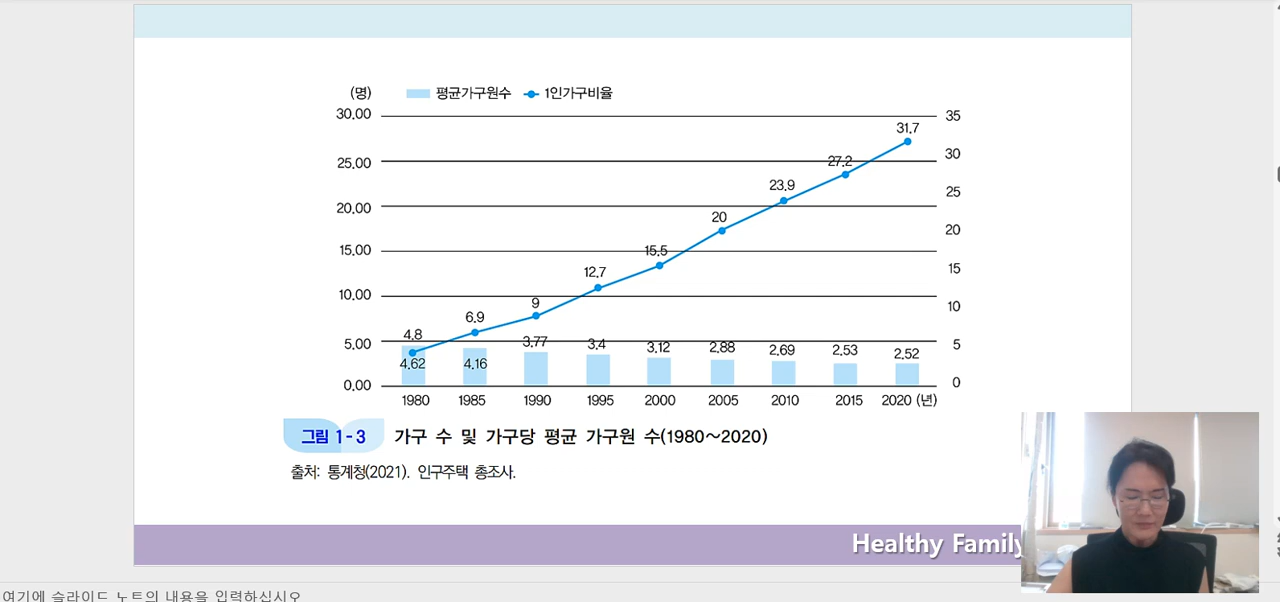 (명) 평균가구원수 1인가구비율
30.00 35
31.7
27.2 30
25.00
23.9 25
20.00 20 20
15.00 15.5 15
12.7
10.00 9 10
6.9
4.8
5.00 3.77 3.4 3.12 2.88 2.69 2.53 2.52 5
4.62 4.16
0.00 0
1980 1985 1990 1995 2000 2005 2010 2015 2020 (년)
그림 1-3 가구 수 및 가구당 평균 가구원 수(1980~2020)
출처: 통계청(2021). 인구주택 총조사.
Healthy Family
여기에 슬라이드 노트의 내용을 입력하십시오